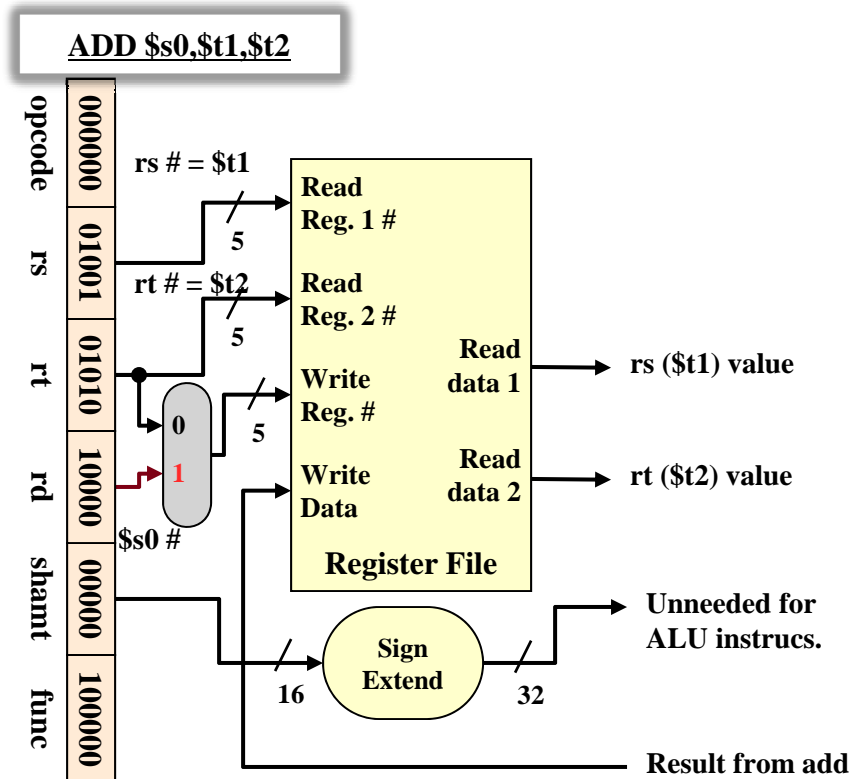 ADD $s0,$t1,$t2
opcode
000000
rs
01001
rt
01010
rd
10000
shamt
00000
func
100000
rs # = $t1
5
rt # = $t2
5
5
0
1
$s0 #
Read
Reg. 1 #
Read
Reg. 2 #
Write
Reg. #
Write
Data
Read
data 1
Read
data 2
Register File
rs ($t1) value
rt ($t2) value
16
Sign
Extend
32
Unneeded for
ALU instrucs.
Result from add